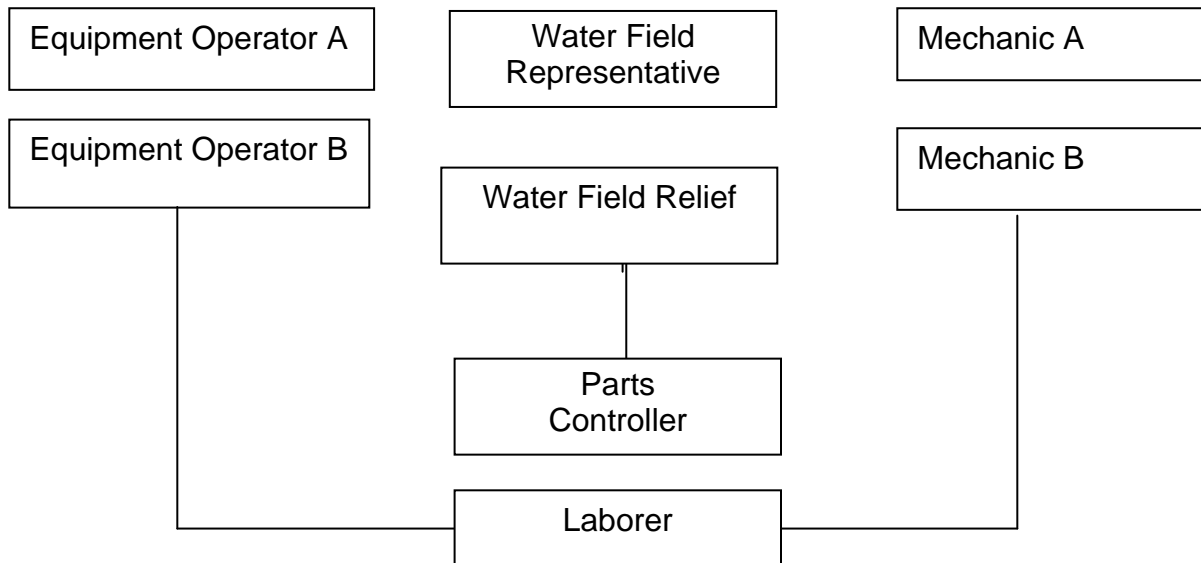 Equipment Operator A
Water Field
Representative
Mechanic A
Equipment Operator B
Mechanic B
Water Field Relief
Parts
Controller
Laborer